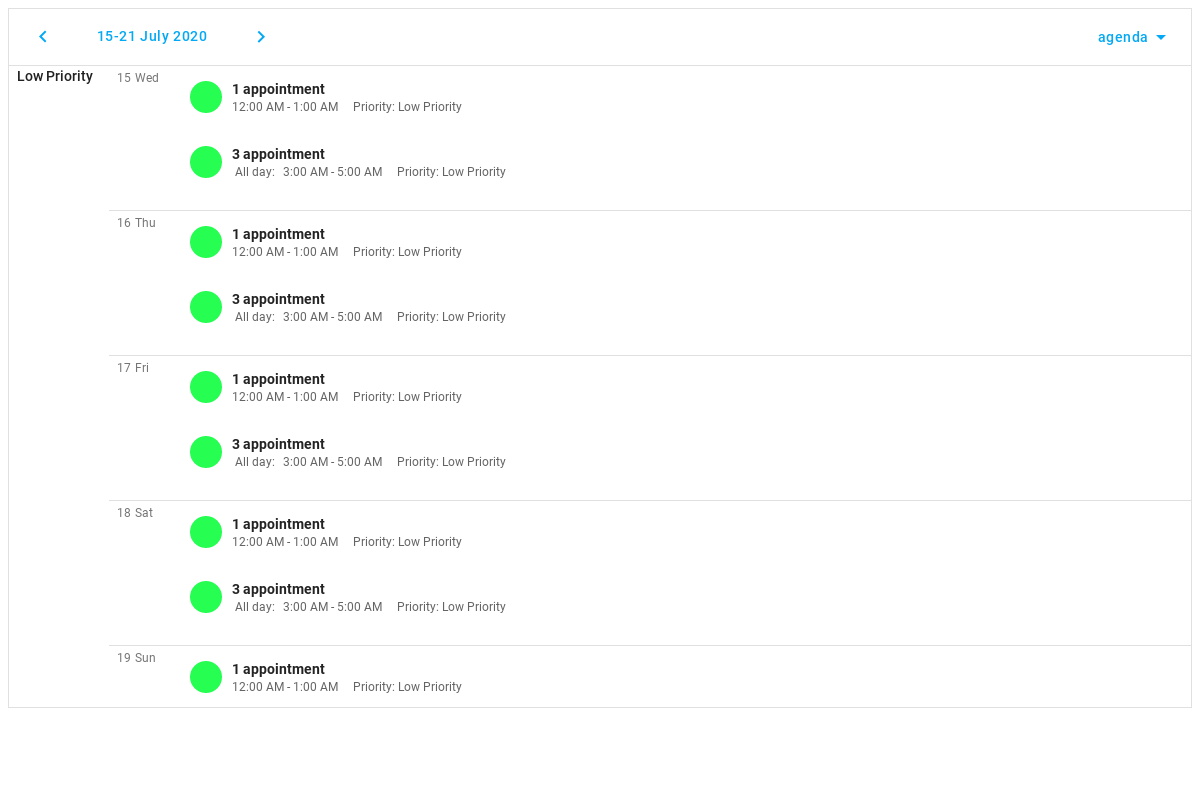 15-21 July 2020
agenda
Low Priority
15 Wed
1 appointment
12:00 AM - 1:00 AM Priority: Low Priority
3 appointment
All day: 3:00 AM - 5:00 AM Priority: Low Priority
16 Thu
1 appointment
12:00 AM - 1:00 AM Priority: Low Priority
3 appointment
All day: 3:00 AM - 5:00 AM Priority: Low Priority
17 Fri
1 appointment
12:00 AM - 1:00 AM Priority: Low Priority
3 appointment
All day: 3:00 AM - 5:00 AM Priority: Low Priority
18 Sat
1 appointment
12:00 AM - 1:00 AM Priority: Low Priority
3 appointment
All day: 3:00 AM - 5:00 AM Priority: Low Priority
19 Sun
1 appointment
12:00 AM - 1:00 AM Priority: Low Priority